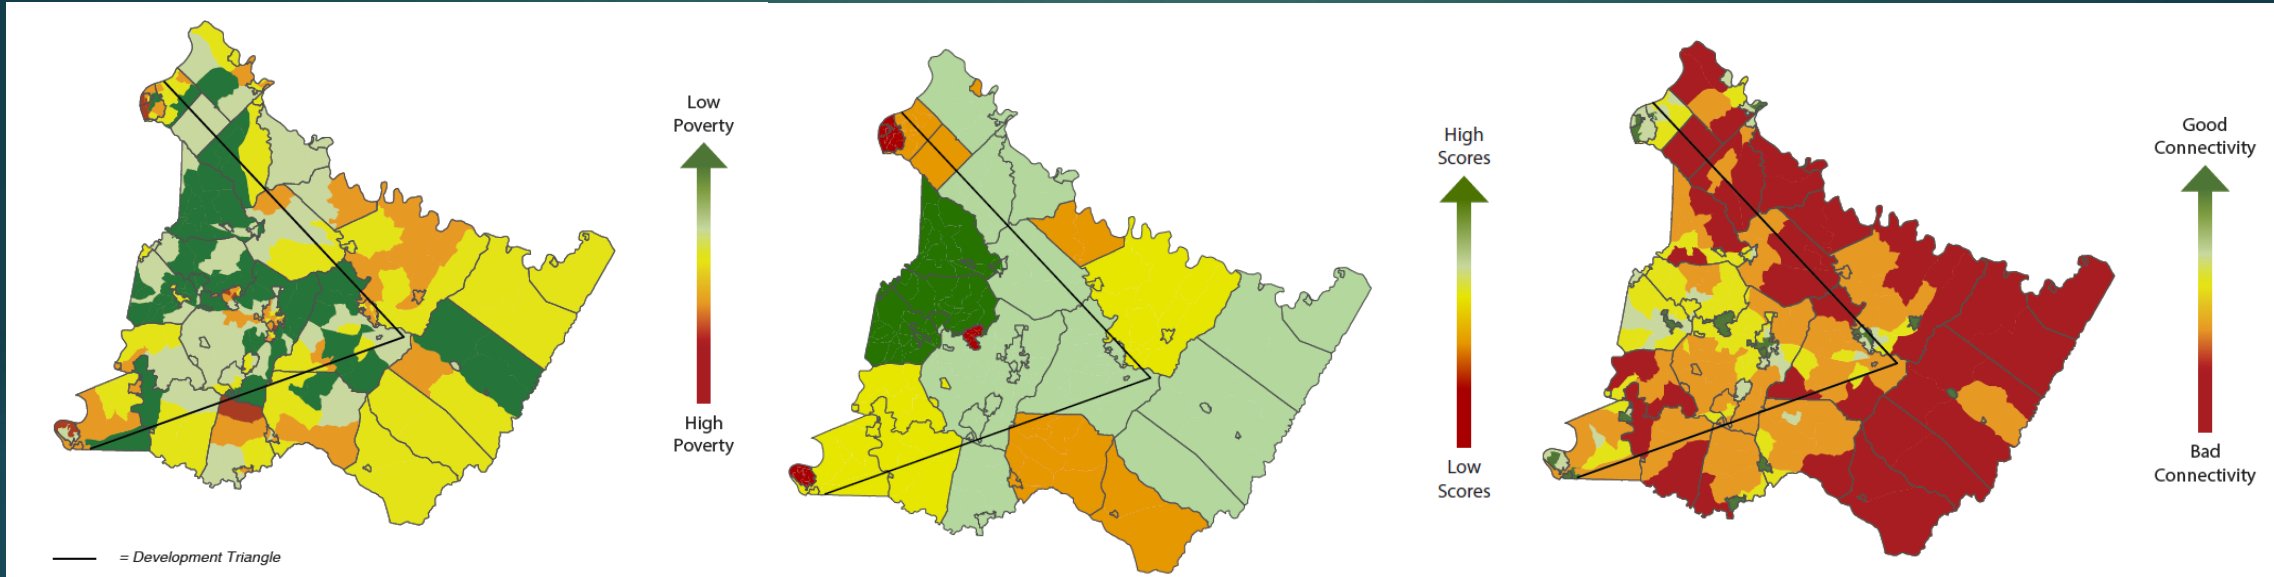 Low
Poverty
High
Poverty
= Development Triangle
High
Scores
Low
Scores
Good
Connectivity
Bad
Connectivity